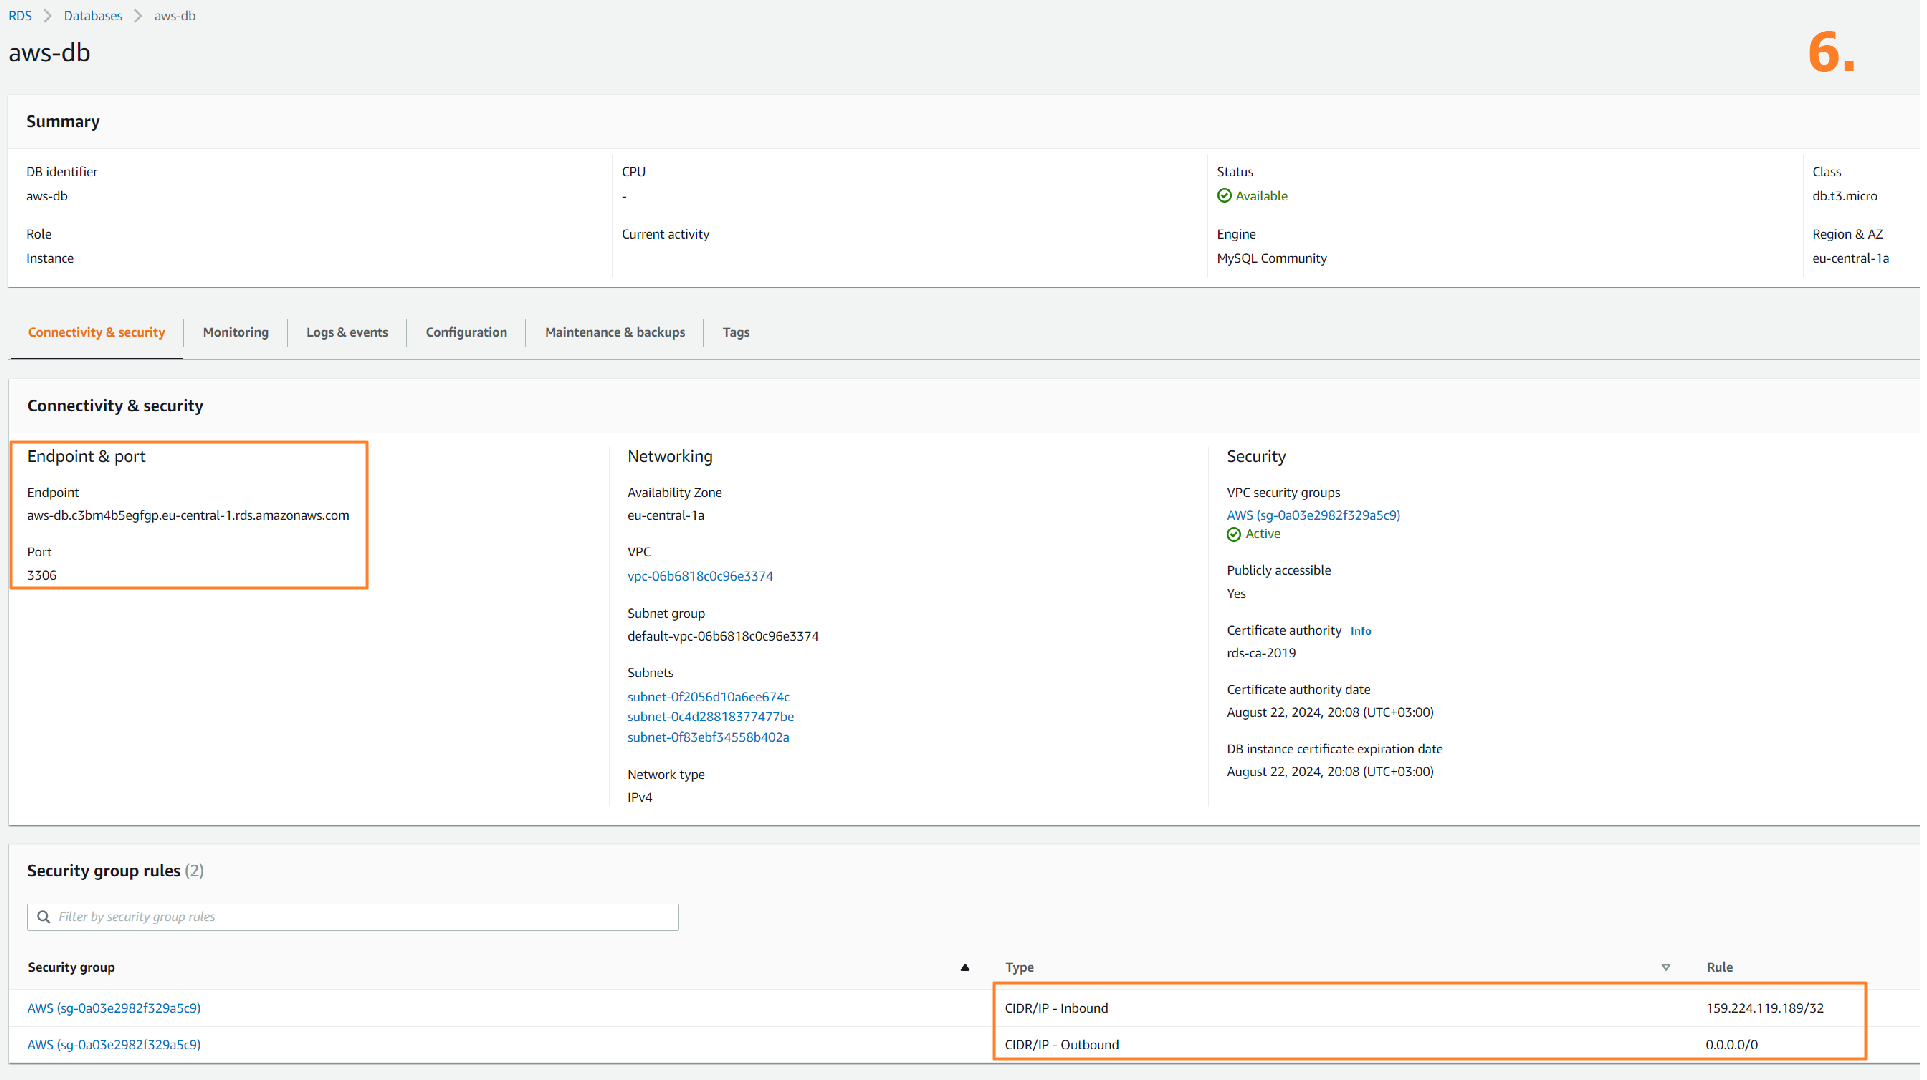 RDS > Databases > aws-db
aws-db
6.
Summary
DB identifier
aws-db
CPU
-
Status
Available
Class
db.t3.micro
Role
Instance
Current activity
Engine
MySQL Community
Region & AZ
eu-central-1a
Connectivity & security
Monitoring
Logs & events
Configuration
Maintenance & backups
Tags
Connectivity & security
Endpoint & port
Endpoint
aws-db.c3bm4b5egfgp.eu-central-1.rds.amazonaws.com
Port
3306
Networking
Availability Zone
eu-central-1a
VPC
vpc-06b6818c0c96e3374
Subnet group
default-vpc-06b6818c0c96e3374
Subnets
subnet-0f2056d10a6ee674c
subnet-0c4d28818377477be
subnet-0f83ebf34558b402a
Network type
IPv4
Security
VPC security groups
AWS (sg-0a03e2982f329a5c9)
Active
Publicly accessible
Yes
Certificate authority Info
rds-ca-2019
Certificate authority date
August 22, 2024, 20:08 (UTC+03:00)
DB instance certificate expiration date
August 22, 2024, 20:08 (UTC+03:00)
Security group rules (2)
Filter by security group rules
Security group
Type
Rule
AWS (sg-0a03e2982f329a5c9)
CIDR/IP - Inbound
159.224.119.189/32
AWS (sg-0a03e2982f329a5c9)
CIDR/IP - Outbound
0.0.0.0/0